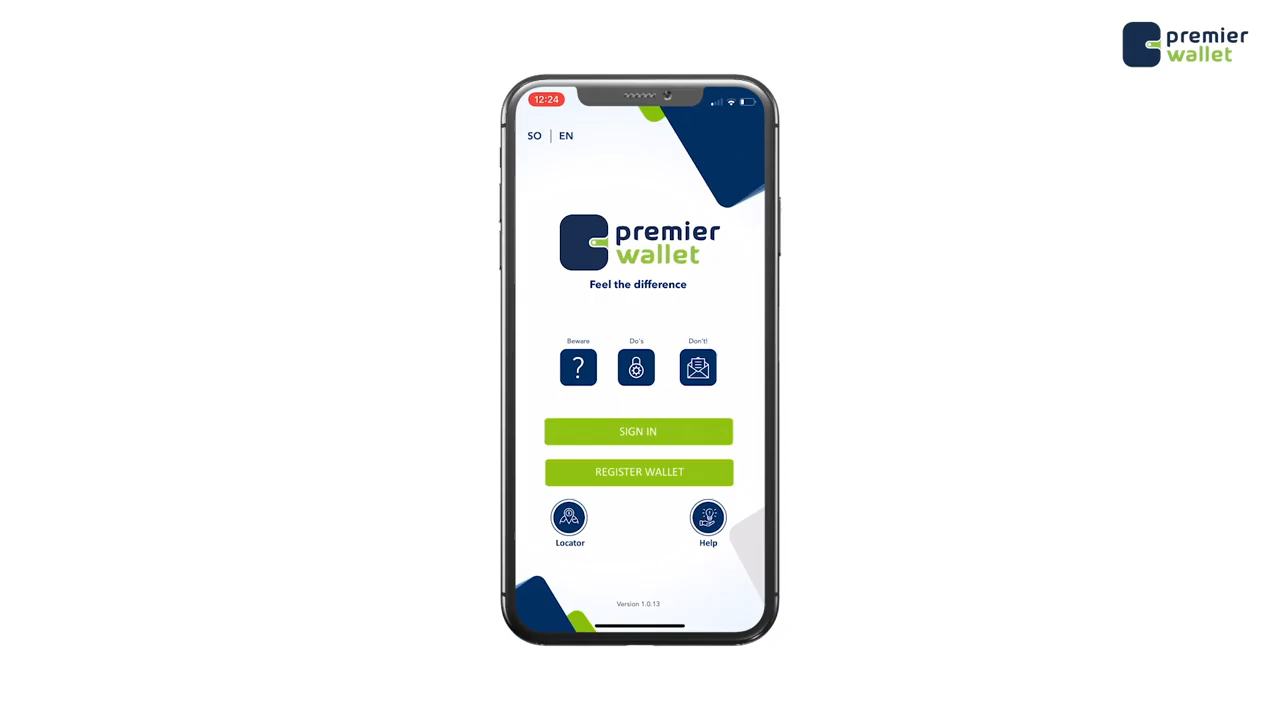 premier
wallet
12:24
SO | EN
premier
wallet
Feel the difference
Beware Do's Don't!
?
SIGN IN
REGISTER WALLET
Locator Help
Version 1.0.13